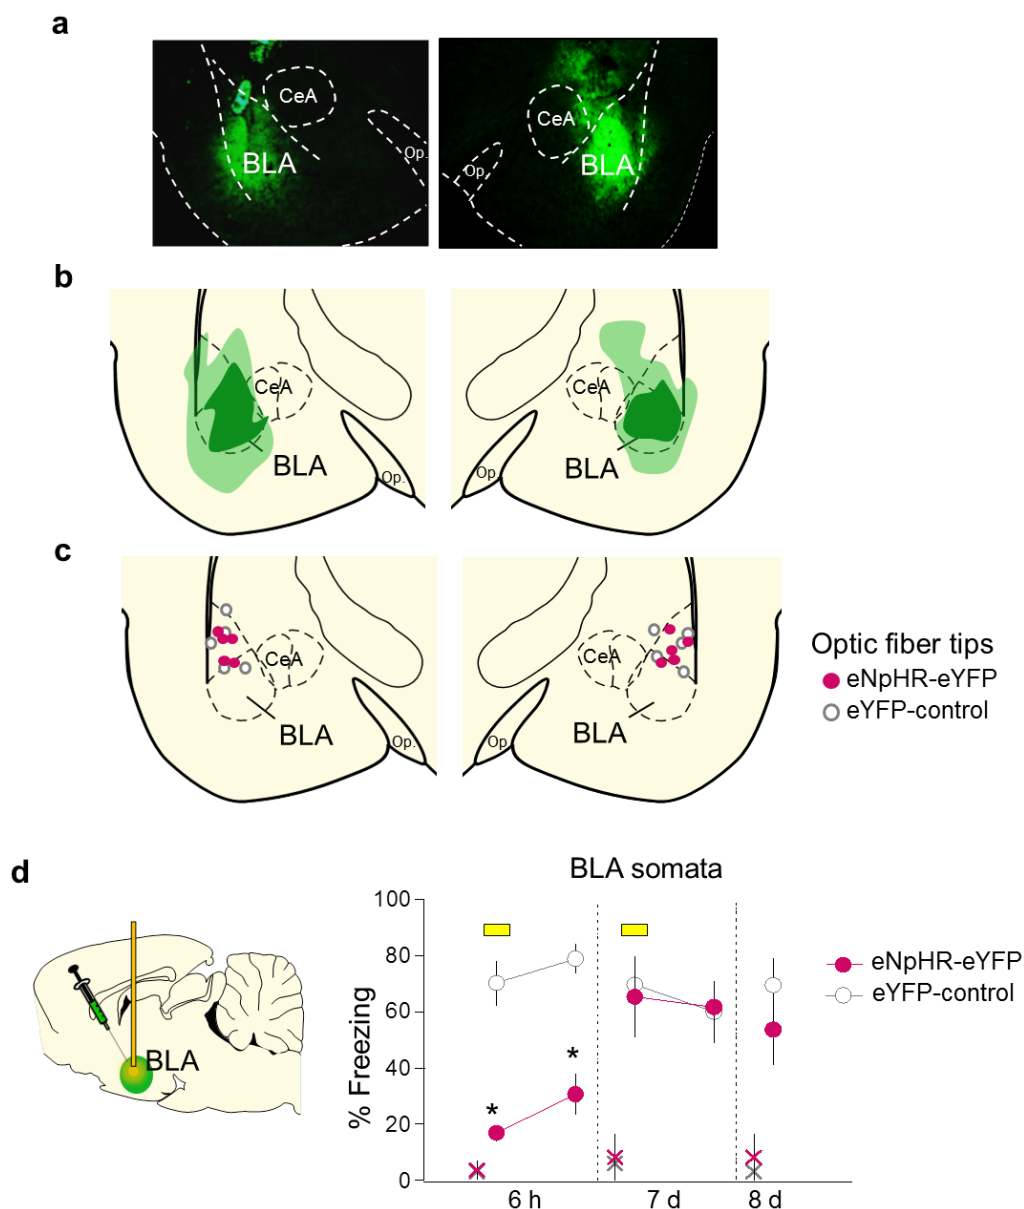 a
CeA
BLA
Op.
CeA
BLA
Op.
b
CeA
BLA
Op.
CeA
BLA
Op.
c
CeA
BLA
Op.
CeA
BLA
Op.
Optic fiber tips
eNpHR-eYFP
eYFP-control
d
BLA
BLA somata
% Freezing
100
80
60
40
20
0
*
*
6 h
7 d
8 d
eNpHR-eYFP
eYFP-control